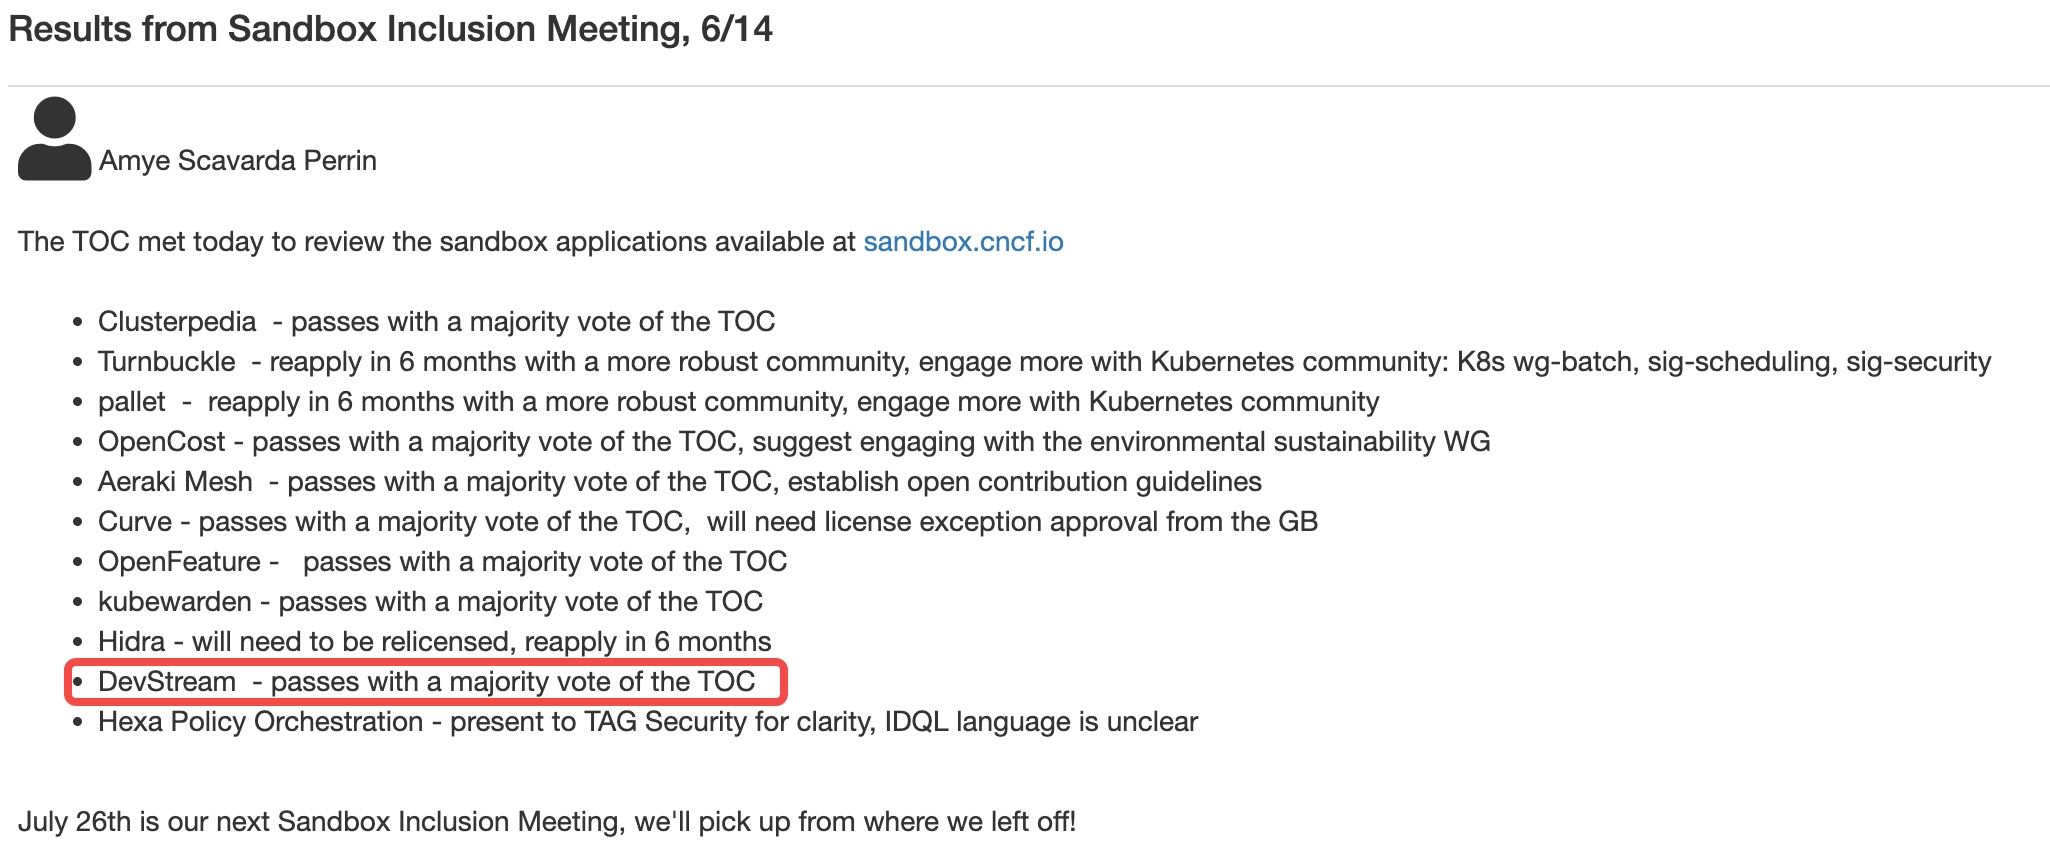 Results from Sandbox Inclusion Meeting, 6/14
Amye Scavarda Perrin
The TOC met today to review the sandbox applications available at sandbox.cncf.io
• Clusterpedia  - passes with a majority vote of the TOC
• Turnbuckle  - reapply in 6 months with a more robust community, engage more with Kubernetes community: K8s wg-batch, sig-scheduling, sig-security
• pallet  -  reapply in 6 months with a more robust community, engage more with Kubernetes community
• OpenCost - passes with a majority vote of the TOC, suggest engaging with the environmental sustainability WG
• Aeraki Mesh  - passes with a majority vote of the TOC, establish open contribution guidelines
• Curve - passes with a majority vote of the TOC,  will need license exception approval from the GB
• OpenFeature -   passes with a majority vote of the TOC
• kubewarden - passes with a majority vote of the TOC
• Hidra - will need to be relicensed, reapply in 6 months
• DevStream  - passes with a majority vote of the TOC
• Hexa Policy Orchestration - present to TAG Security for clarity, IDQL language is unclear
July 26th is our next Sandbox Inclusion Meeting, we'll pick up from where we left off!